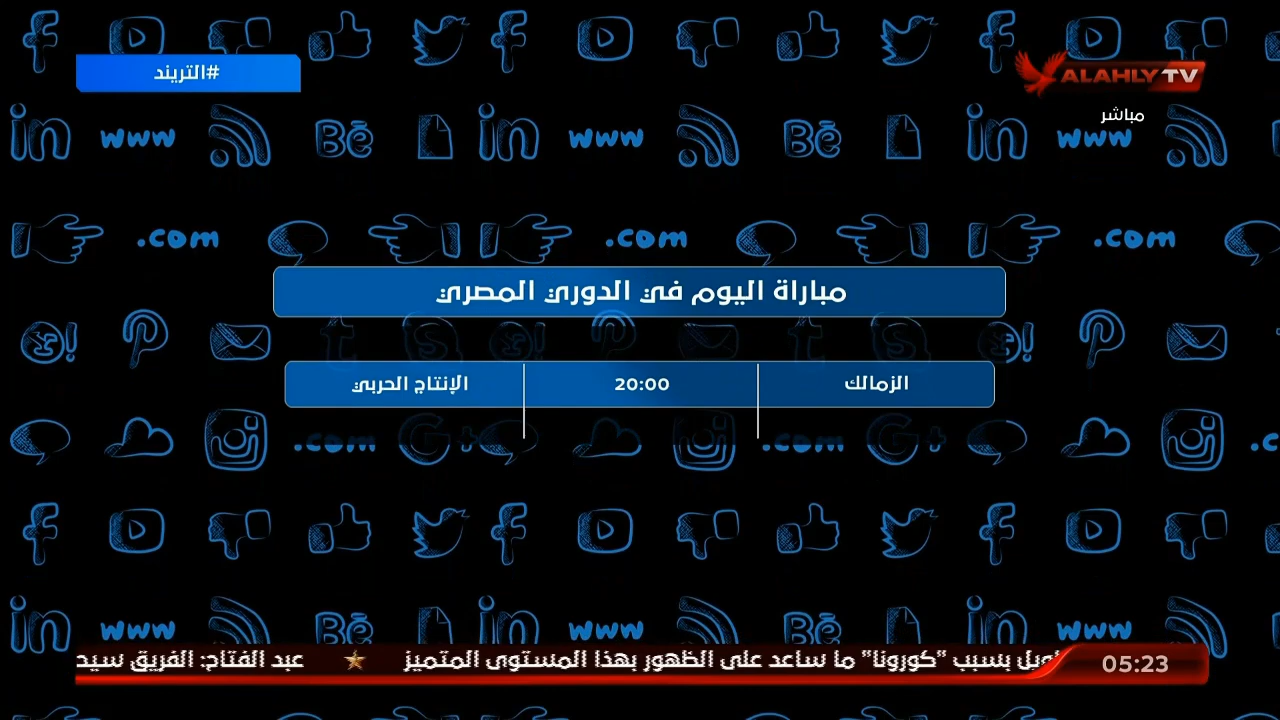 #التريند
ALAHLY TV
مباشر
مباراة اليوم في الدوري المصري
الزمالك 20:00 الإنتاج الحربي
بسبب "كورونا" ما ساعد على الظهور بهذا المستوى المتميز ★ عبد الفتاح: الفريق
05:23